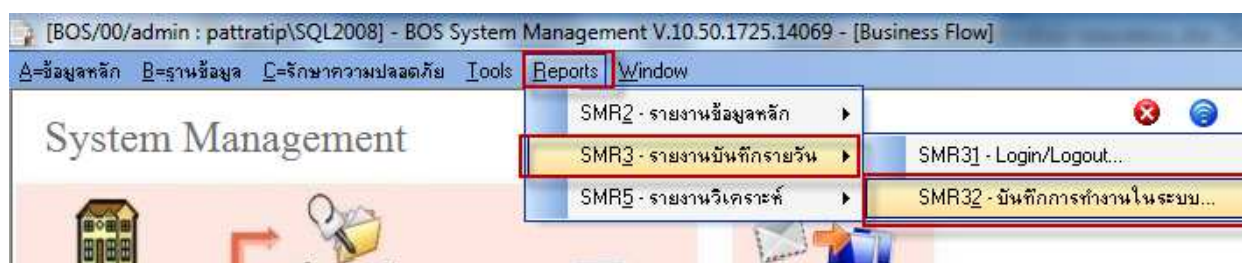 [BOS/00/admin : pattratip\SQL2008] - BOS System Management V.10.50.1725.14069 - [Business Flow]
A=ข้อมูลหลัก B=ฐานข้อมูล C=รักษาความปลอดภัย Tools Reports Window
System Management
SMR2 - รายงานข้อมูลหลัก
SMR3 - รายงานบันทึกรายวัน
SMR5 - รายงานวิเคราะห์
SMR31 - Login/Logout...
SMR32 - บันทึกการทำงานในระบบ...